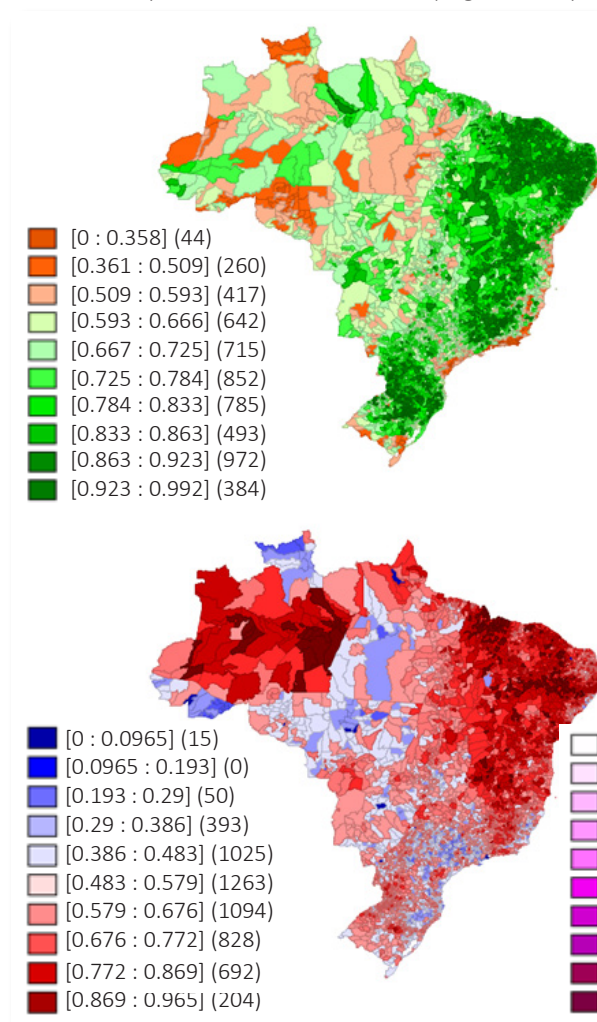 [0 : 0.358] (44)
[0.361 : 0.509] (260)
[0.509 : 0.593] (417)
[0.593 : 0.666] (642)
[0.667 : 0.725] (715)
[0.725 : 0.784] (852)
[0.784 : 0.833] (785)
[0.833 : 0.863] (493)
[0.863 : 0.923] (972)
[0.923 : 0.992] (384)
[0 : 0.0965] (15)
[0.0965 : 0.193] (0)
[0.193 : 0.29] (50)
[0.29 : 0.386] (393)
[0.386 : 0.483] (1025)
[0.483 : 0.579] (1263)
[0.579 : 0.676] (1094)
[0.676 : 0.772] (828)
[0.772 : 0.869] (692)
[0.869 : 0.965] (204)